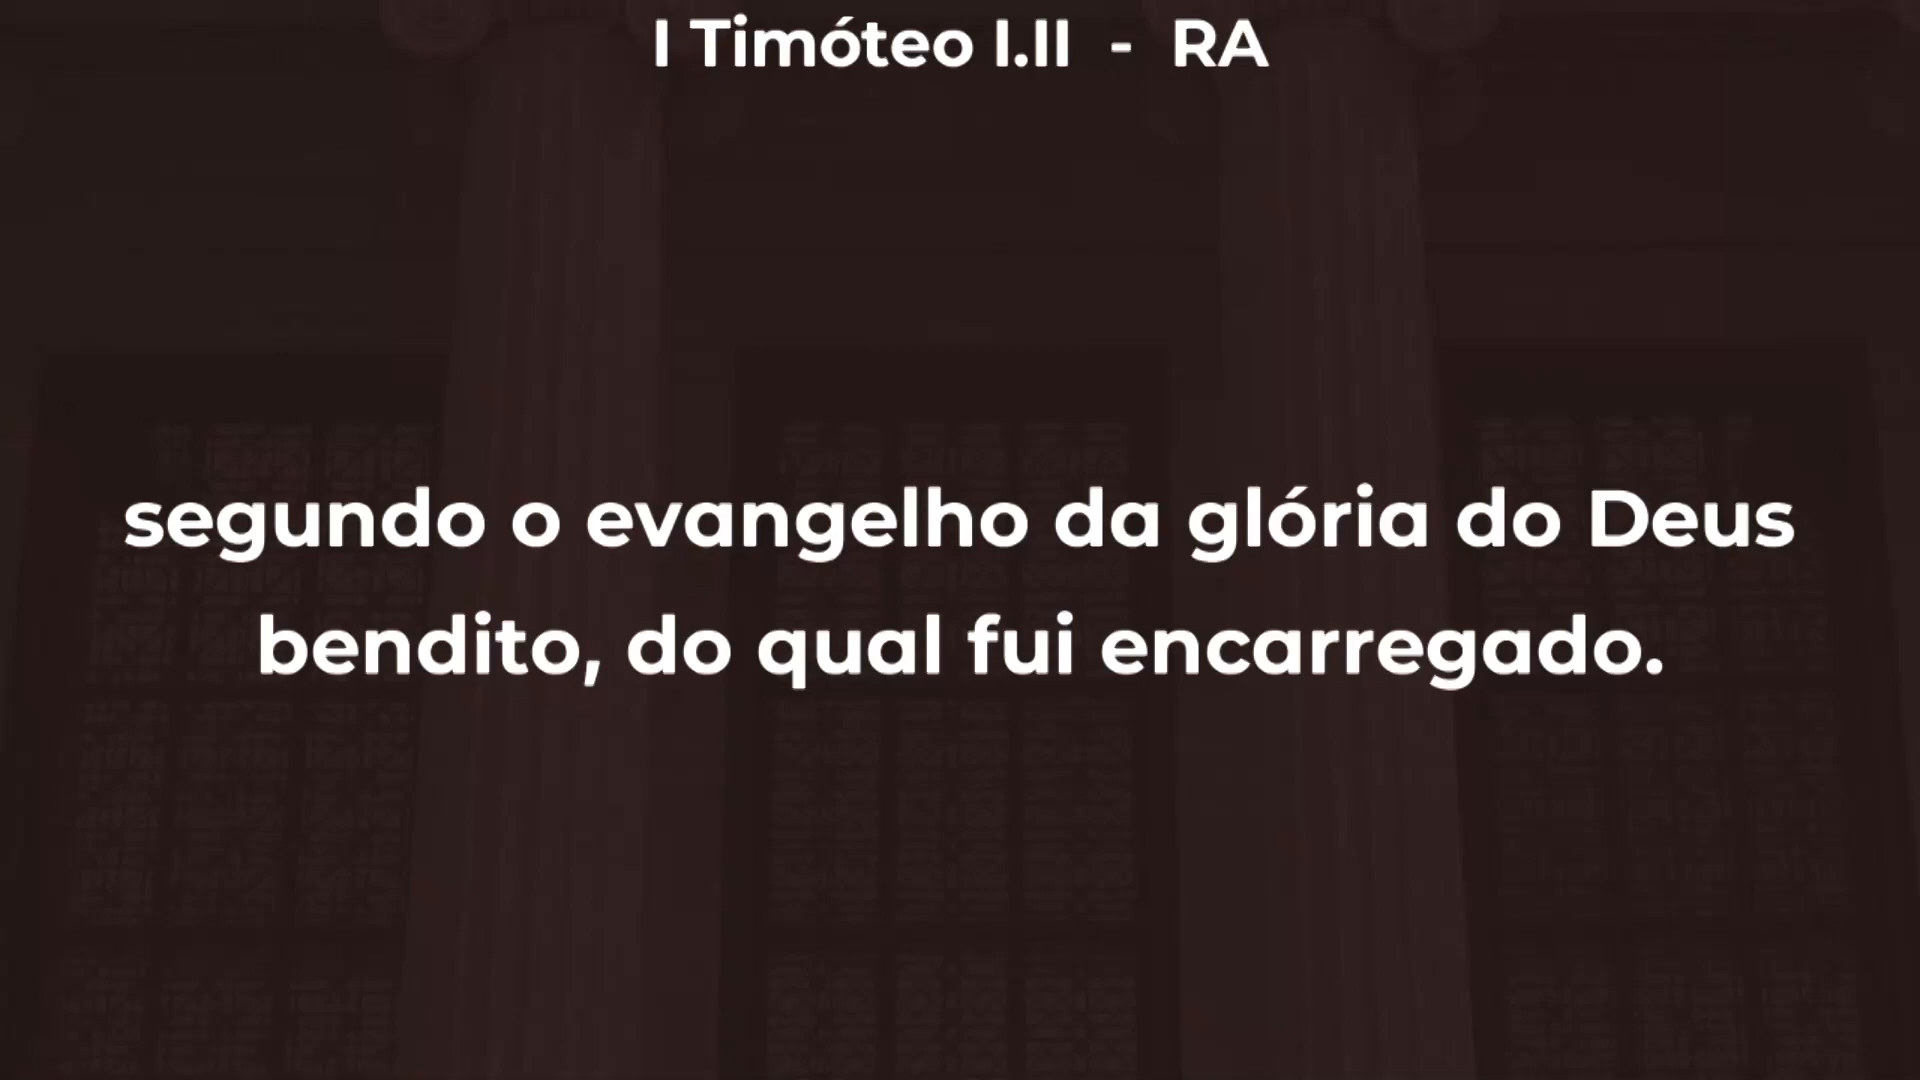 I Timóteo I.II - RA
segundo o evangelho da glória do Deus
bendito, do qual fui encarregado.